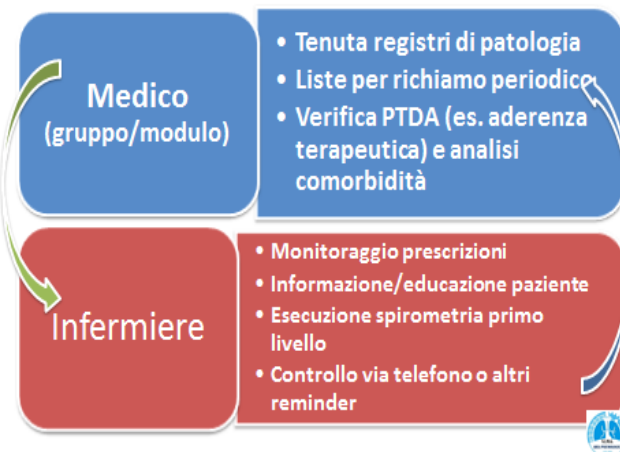 Medico
(gruppo/modulo)
• Tenuta registri di patologia
• Liste per richiamo periodico
• Verifica PTDA (es. aderenza
terapeutica) e analisi
comorbidità
Infermiere
• Monitoraggio prescrizioni
• Informazione/educazione paziente
• Esecuzione spirometria primo
livello
• Controllo via telefono o altri
reminder